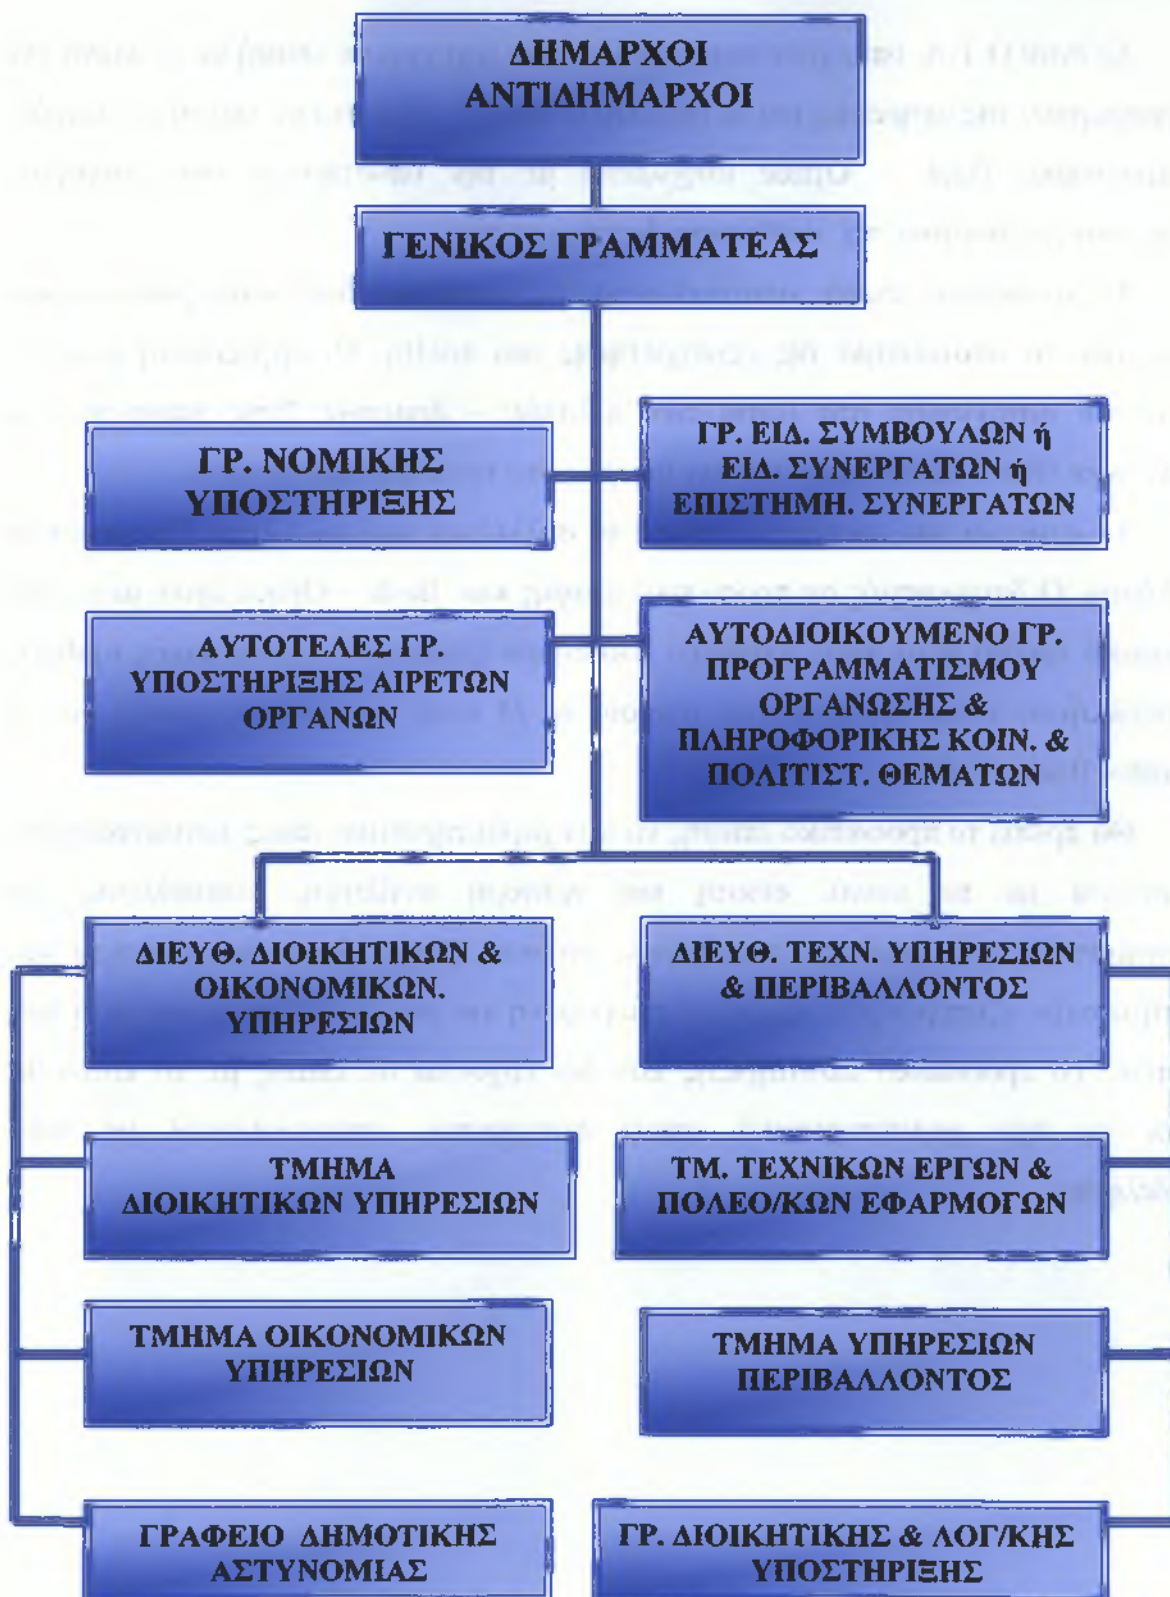 ΔΗΜΑΡΧΟΙ
ΑΝΤΙΔΗΜΑΡΧΟΙ
ΓΕΝΙΚΟΣ ΓΡΑΜΜΑΤΕΑΣ
ΓΡ. ΝΟΜΙΚΗΣ
ΥΠΟΣΤΗΡΙΞΗΣ
ΓΡ. ΕΙΔ. ΣΥΜΒΟΥΛΩΝ ή
ΕΙΔ. ΣΥΝΕΡΓΑΤΩΝ ή
ΕΠΙΣΤΗΜΗ. ΣΥΝΕΡΓΑΤΩΝ
ΑΥΤΟΤΕΛΕΣ ΓΡ.
ΥΠΟΣΤΗΡΙΞΗΣ ΑΙΡΕΤΩΝ
ΟΡΓΑΝΩΝ
ΑΥΤΟΔΙΟΙΚΟΥΜΕΝΟ ΓΡ.
ΠΡΟΓΡΑΜΜΑΤΙΣΜΟΥ
ΟΡΓΑΝΩΣΗΣ &
ΠΛΗΡΟΦΟΡΙΚΗΣ ΚΟΙΝ. &
ΠΟΛΙΤΙΣΤ. ΘΕΜΑΤΩΝ
ΔΙΕΥΘ. ΔΙΟΙΚΗΤΙΚΩΝ &
ΟΙΚΟΝΟΜΙΚΩΝ.
ΥΠΗΡΕΣΙΩΝ
ΔΙΕΥΘ. ΤΕΧΝ. ΥΠΗΡΕΣΙΩΝ
& ΠΕΡΙΒΑΛΛΟΝΤΟΣ
ΤΜΗΜΑ
ΔΙΟΙΚΗΤΙΚΩΝ ΥΠΗΡΕΣΙΩΝ
ΤΜ. ΤΕΧΝΙΚΩΝ ΕΡΓΩΝ &
ΠΟΛΕΟ/ΚΩΝ ΕΦΑΡΜΟΓΩΝ
ΤΜΗΜΑ ΟΙΚΟΝΟΜΙΚΩΝ
ΥΠΗΡΕΣΙΩΝ
ΤΜΗΜΑ ΥΠΗΡΕΣΙΩΝ
ΠΕΡΙΒΑΛΛΟΝΤΟΣ
ΓΡΑΦΕΙΟ ΔΗΜΟΤΙΚΗΣ
ΑΣΤΥΝΟΜΙΑΣ
ΓΡ. ΔΙΟΙΚΗΤΙΚΗΣ & ΛΟΓ/ΚΗΣ
ΥΠΟΣΤΗΡΙΞΗΣ